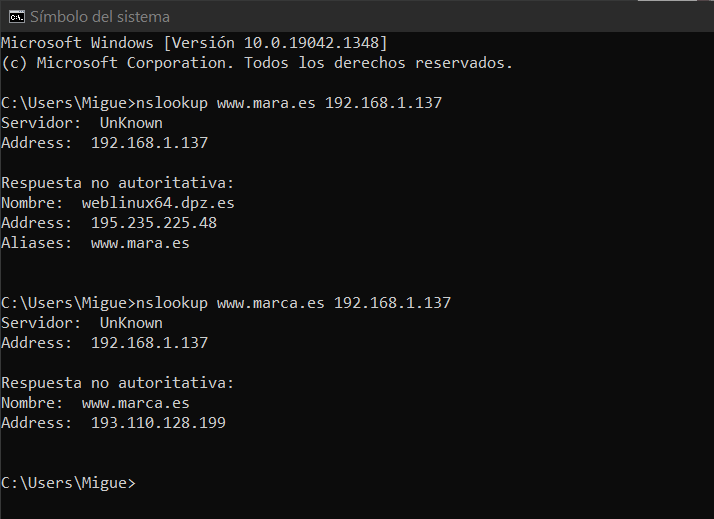 Símbolo del sistema
Microsoft Windows [Versión 10.0.19042.1348]
(c) Microsoft Corporation. Todos los derechos reservados.
C:\Users\Migue>nslookup www.mara.es 192.168.1.137
Servidor:  UnKnown
Address:  192.168.1.137
Respuesta no autoritativa:
Nombre:  weblinux64.dpz.es
Address:  195.235.225.48
Aliases:  www.mara.es
C:\Users\Migue>nslookup www.marca.es 192.168.1.137
Servidor:  UnKnown
Address:  192.168.1.137
Respuesta no autoritativa:
Nombre:  www.marca.es
Address:  193.110.128.199
C:\Users\Migue>